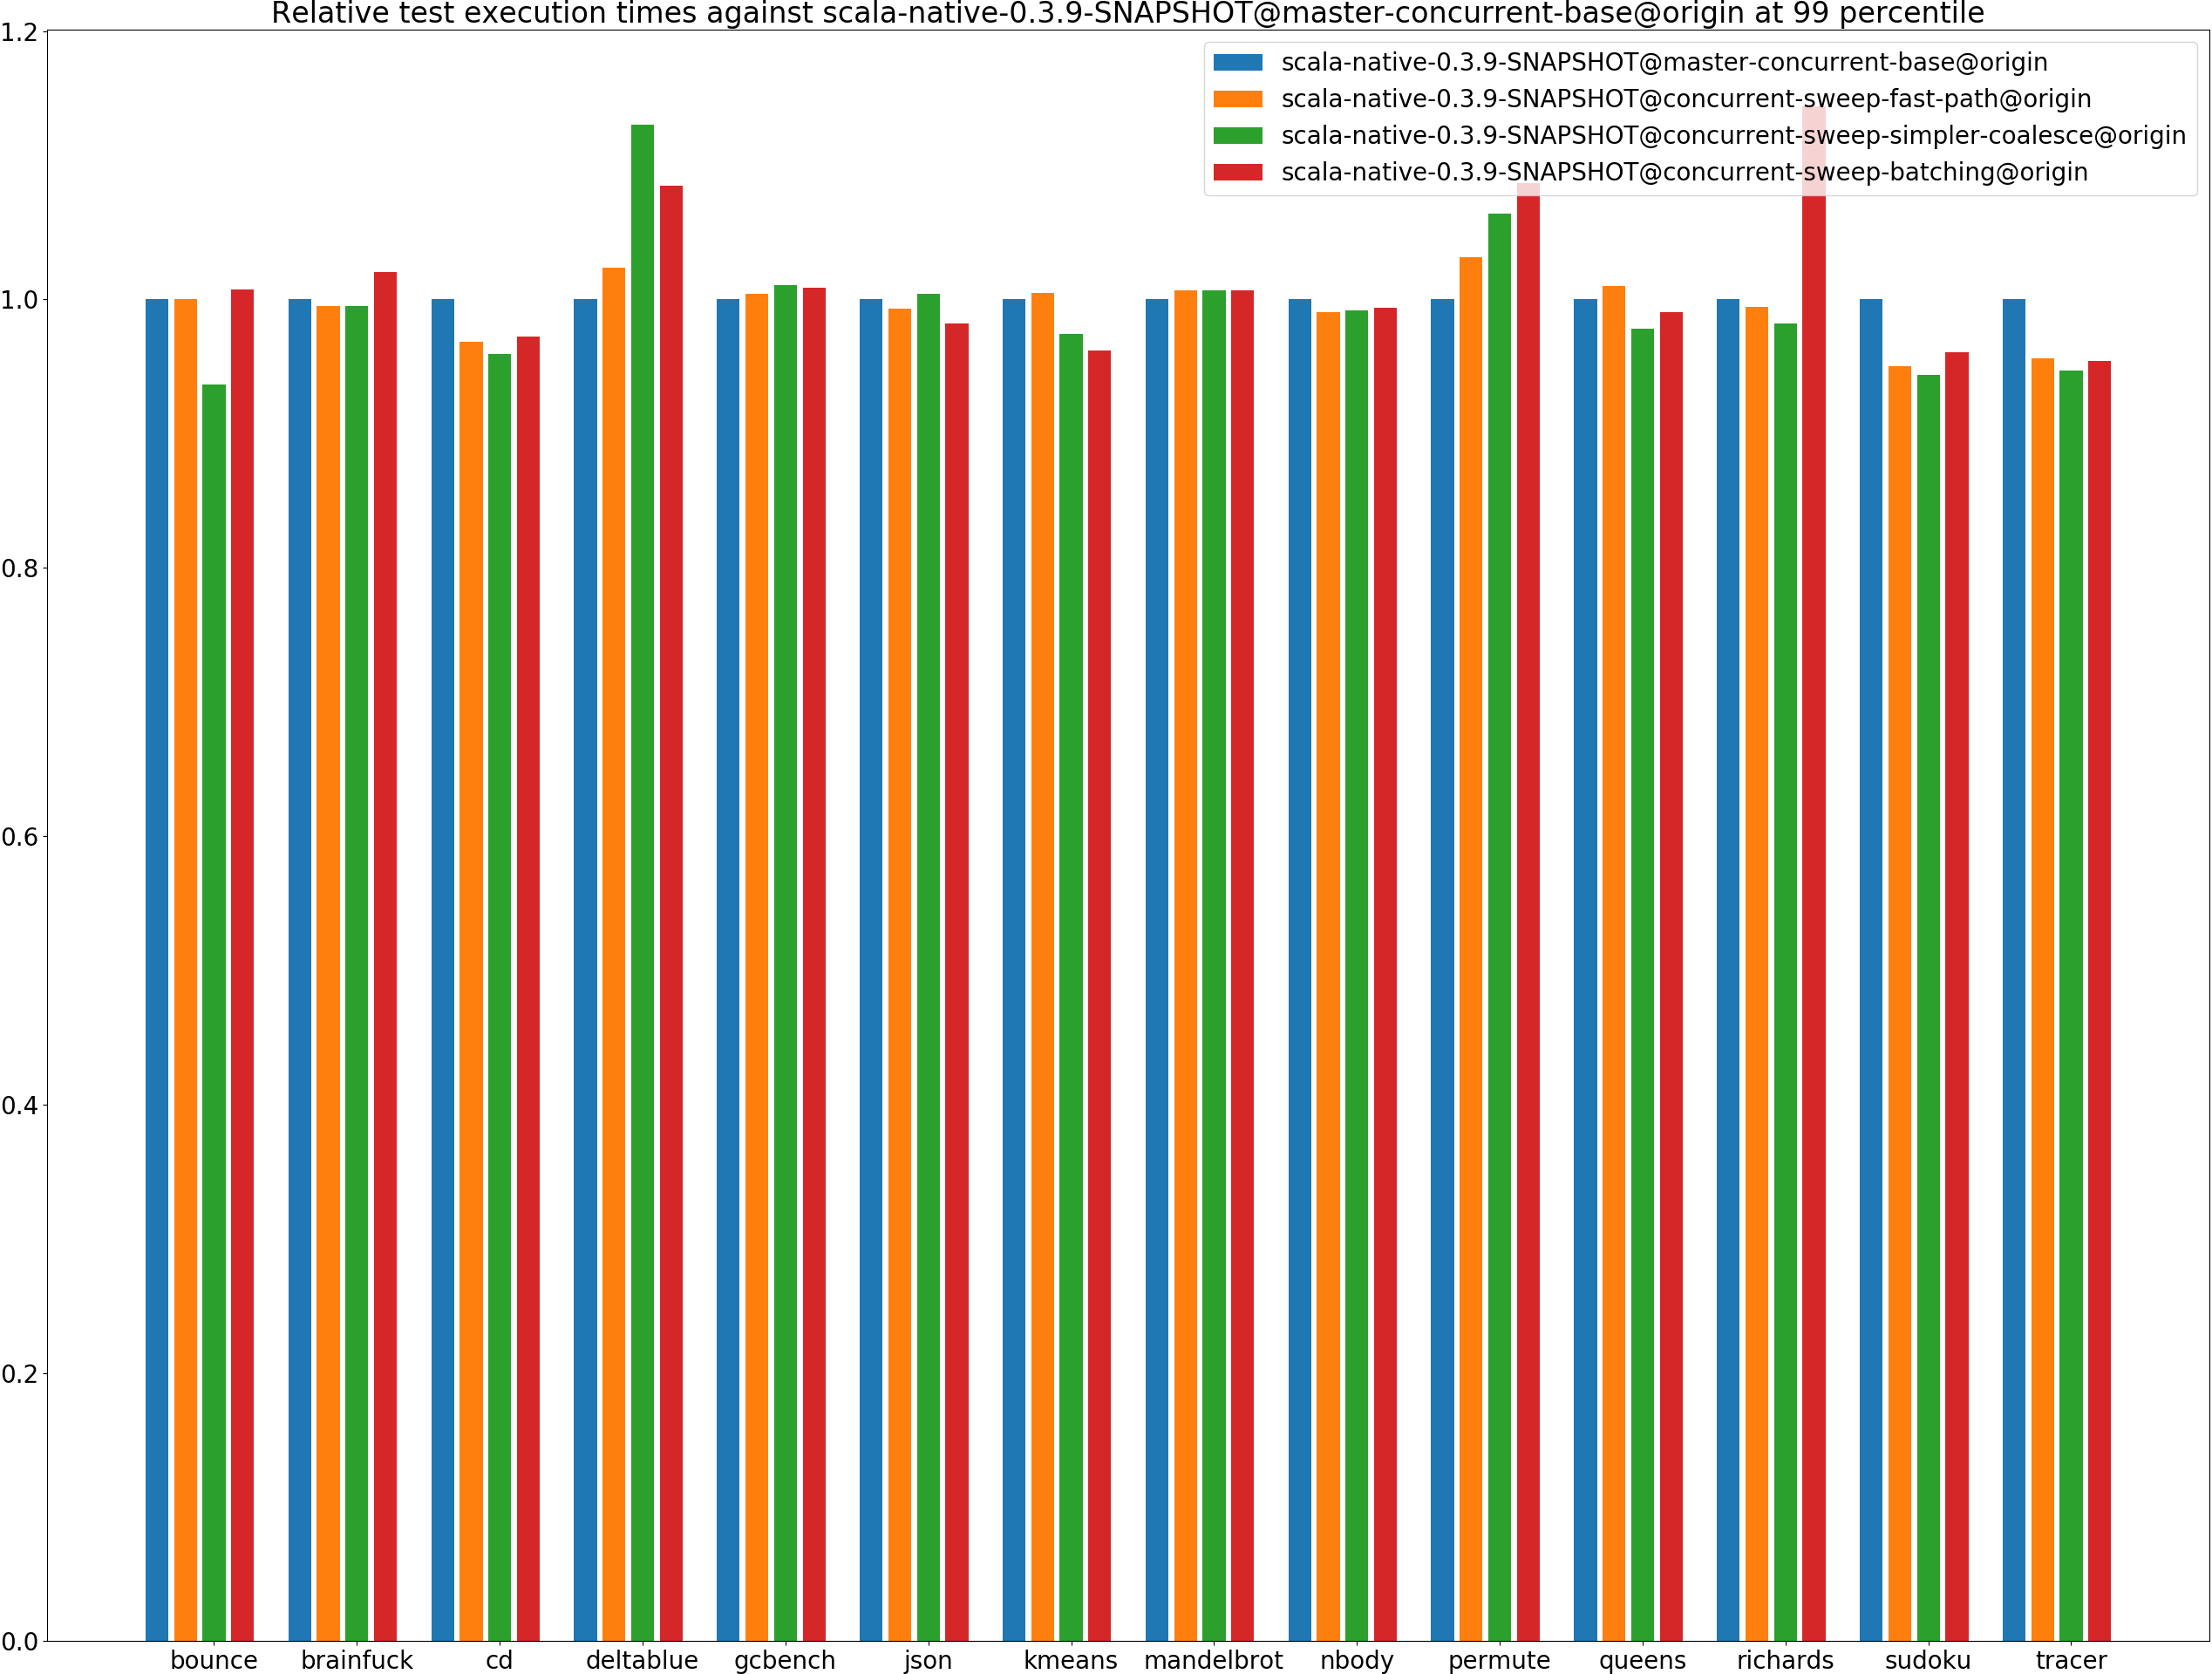 Relative test execution times against scala-native-0.3.9-SNAPSHOT@master-concurrent-base@origin at 99 percentile
scala-native-0.3.9-SNAPSHOT@master-concurrent-base@origin
scala-native-0.3.9-SNAPSHOT@concurrent-sweep-fast-path@origin
scala-native-0.3.9-SNAPSHOT@concurrent-sweep-simpler-coalesce@origin
scala-native-0.3.9-SNAPSHOT@concurrent-sweep-batching@origin
1.2
1.0
0.8
0.6
0.4
0.2
0.0
bounce brainfuck cd deltablue gcbench json kmeans mandelbrot nbody permute queens richards sudoku tracer